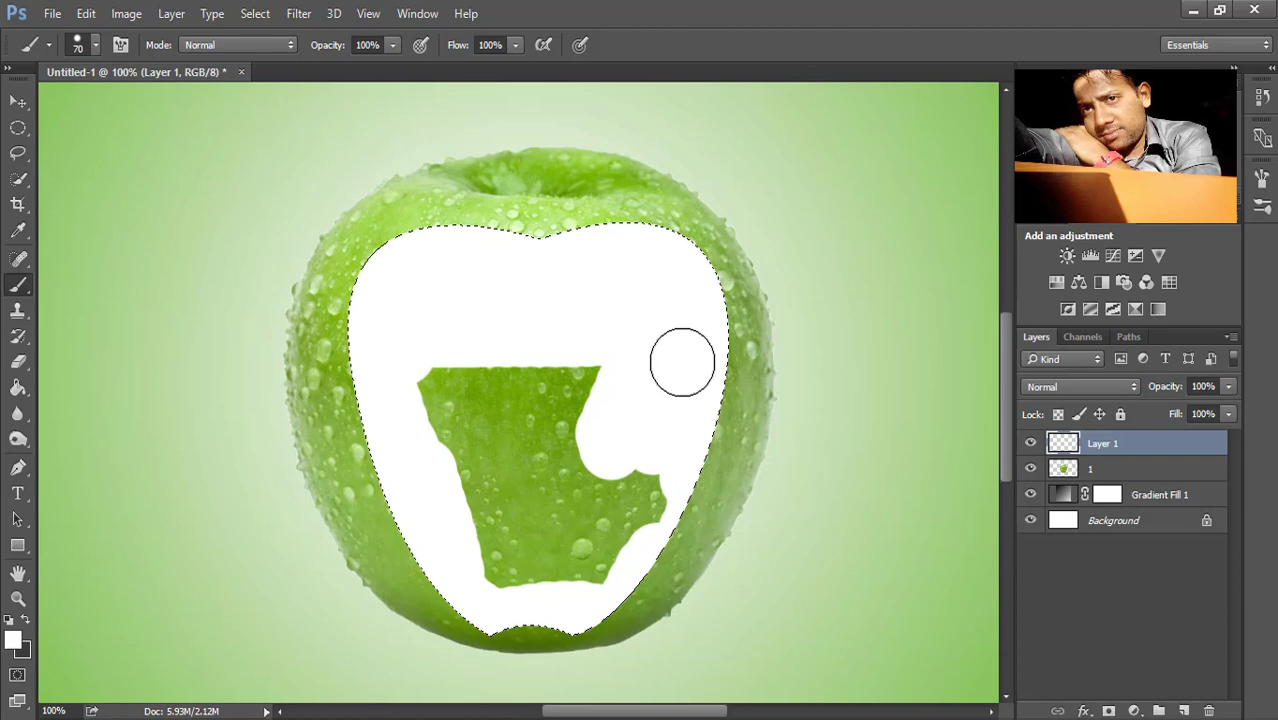 Ps File Edit Image Layer Type Select Filter 3D View Window Help
70 Mode: Normal Opacity: 100% Flow: 100% Essentials
Untitled-1 @ 100% (Layer 1, RGB/8) *
Add an adjustment
Layers Channels Paths
Kind
Normal Opacity: 100%
Lock: Fill: 100%
Layer 1
1
Gradient Fill 1
Background
100% Doc: 5.93M/2.12M